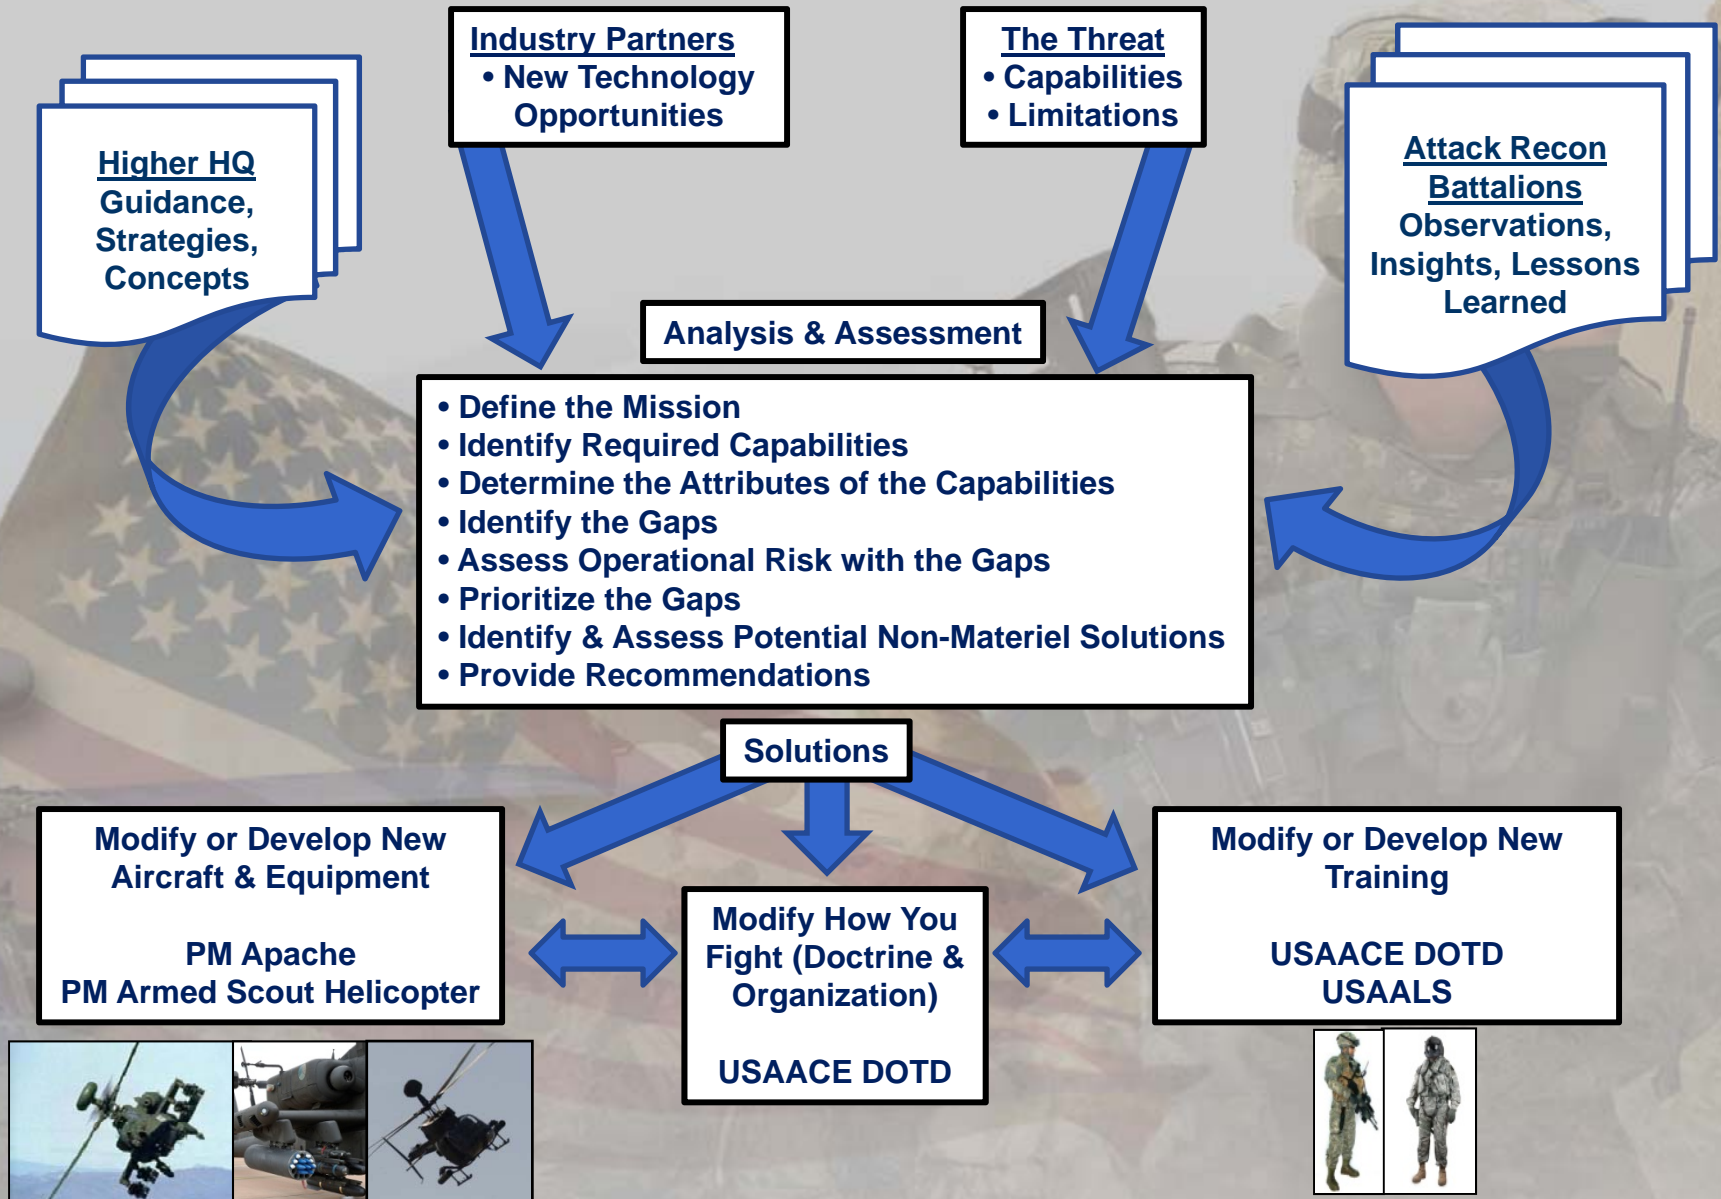 Industry Partners
• New Technology
Opportunities
The Threat
• Capabilities
• Limitations
Higher HQ
Guidance,
Strategies,
Concepts
Attack Recon
Battalions
Observations,
Insights, Lessons
Learned
Analysis & Assessment
• Define the Mission
• Identify Required Capabilities
• Determine the Attributes of the Capabilities
• Identify the Gaps
• Assess Operational Risk with the Gaps
• Prioritize the Gaps
• Identify & Assess Potential Non-Materiel Solutions
• Provide Recommendations
Solutions
Modify or Develop New
Aircraft & Equipment
PM Apache
PM Armed Scout Helicopter
Modify How You
Fight (Doctrine &
Organization)
USAACE DOTD
Modify or Develop New
Training
USAACE DOTD
USAALS